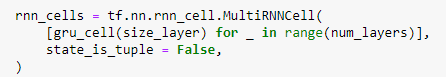 rnn_cells = tf.nn.rnn_cell.MultiRNNCell(
    [gru_cell(size_layer) for _ in range(num_layers)],
    state_is_tuple = False,
)